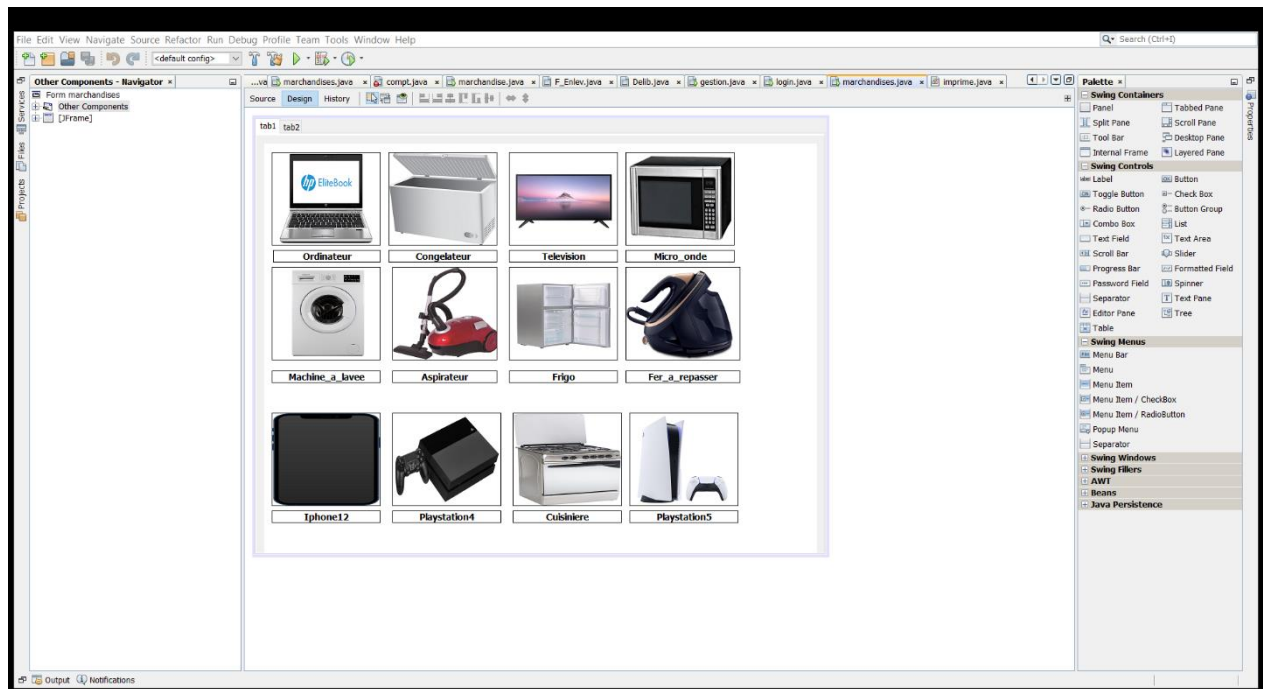 File Edit View Navigate Source Refactor Run Debug Profile Team Tools Window Help
Search (Ctrl+I)
<default config>
Other Components - Navigator
Form marchandises
Other Components
[JFrame]
Services
Files
Projects
...va marchandises.java compt.java marchandise.java F_Enlev.java Delib.java gestion.java login.java marchandises.java imprime.java
Source Design History
tab1 tab2
hp EliteBook
Ordinateur Congelateur Television Micro_onde
Machine_a_lavee Aspirateur Frigo Fer_a_repasser
Iphone12 Playstation4 Cuisiniere Playstation5
Palette
Swing Containers
Panel Tabbed Pane
Split Pane Scroll Pane
Tool Bar Desktop Pane
Internal Frame Layered Pane
Swing Controls
label Label Button
Toggle Button Check Box
Radio Button Button Group
Combo Box List
Text Field Text Area
Scroll Bar Slider
Progress Bar Formatted Field
Password Field Spinner
Separator Text Pane
Editor Pane Tree
Table
Swing Menus
Menu Bar
Menu
Menu Item
Menu Item / CheckBox
Menu Item / RadioButton
Popup Menu
Separator
Swing Windows
Swing Fillers
AWT
Beans
Java Persistence
Properties
Output Notifications